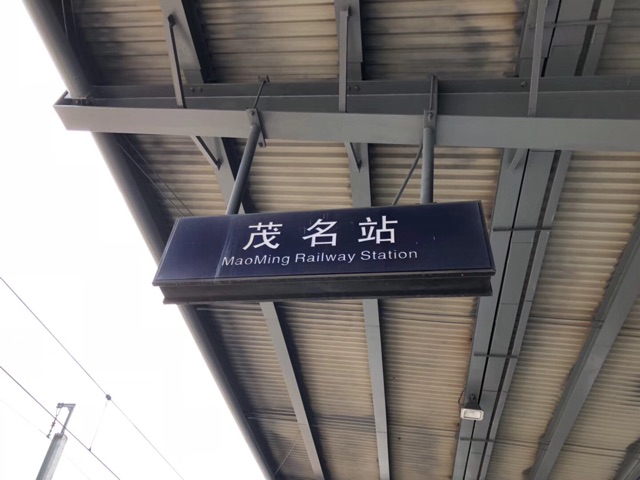 茂名站
MaoMing Railway Station